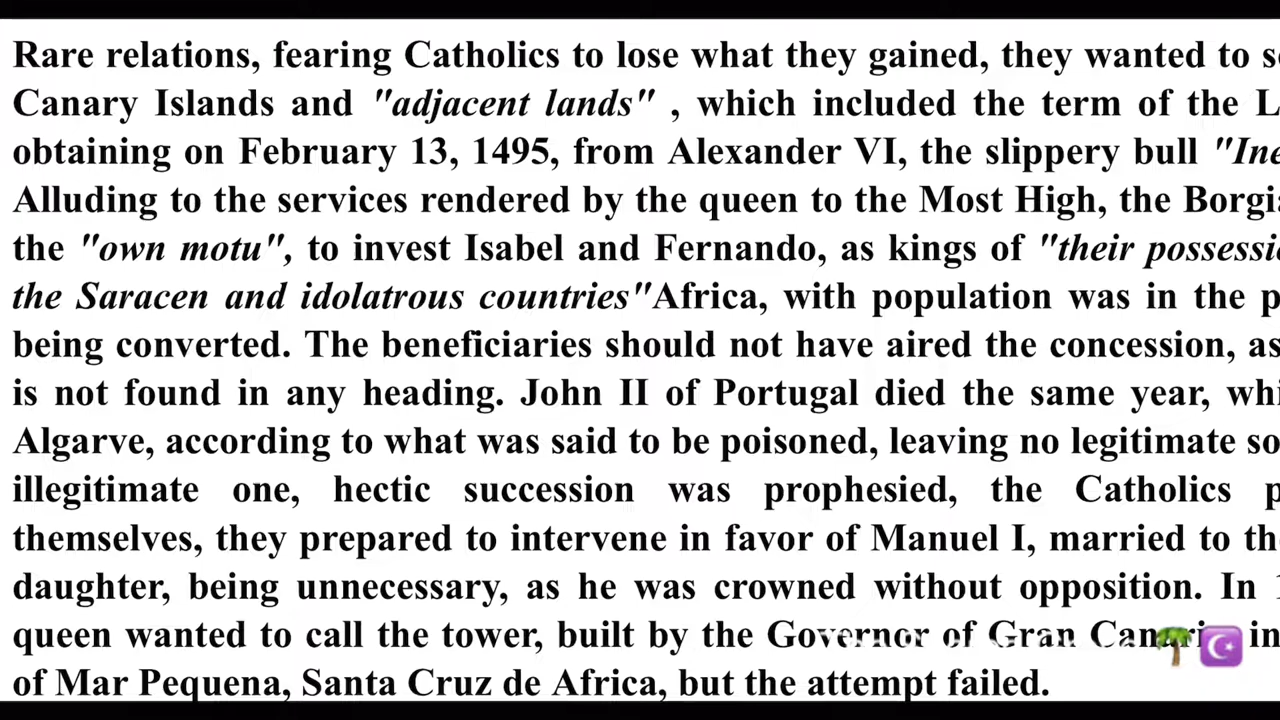 Rare relations, fearing Catholics to lose what they gained, they wanted to
Canary Islands and "adjacent lands" , which included the term of the
obtaining on February 13, 1495, from Alexander VI, the slippery bull
Alluding to the services rendered by the queen to the Most High, the
the "own motu", to invest Isabel and Fernando, as kings of "their
the Saracen and idolatrous countries"Africa, with population was in the
being converted. The beneficiaries should not have aired the concession, as
is not found in any heading. John II of Portugal died the same year,
Algarve, according to what was said to be poisoned, leaving no legitimate
illegitimate one, hectic succession was prophesied, the Catholics
themselves, they prepared to intervene in favor of Manuel I, married to
daughter, being unnecessary, as he was crowned without opposition. In
queen wanted to call the tower, built by the Governor of Gran Canaria in
of Mar Pequena, Santa Cruz de Africa, but the attempt failed.